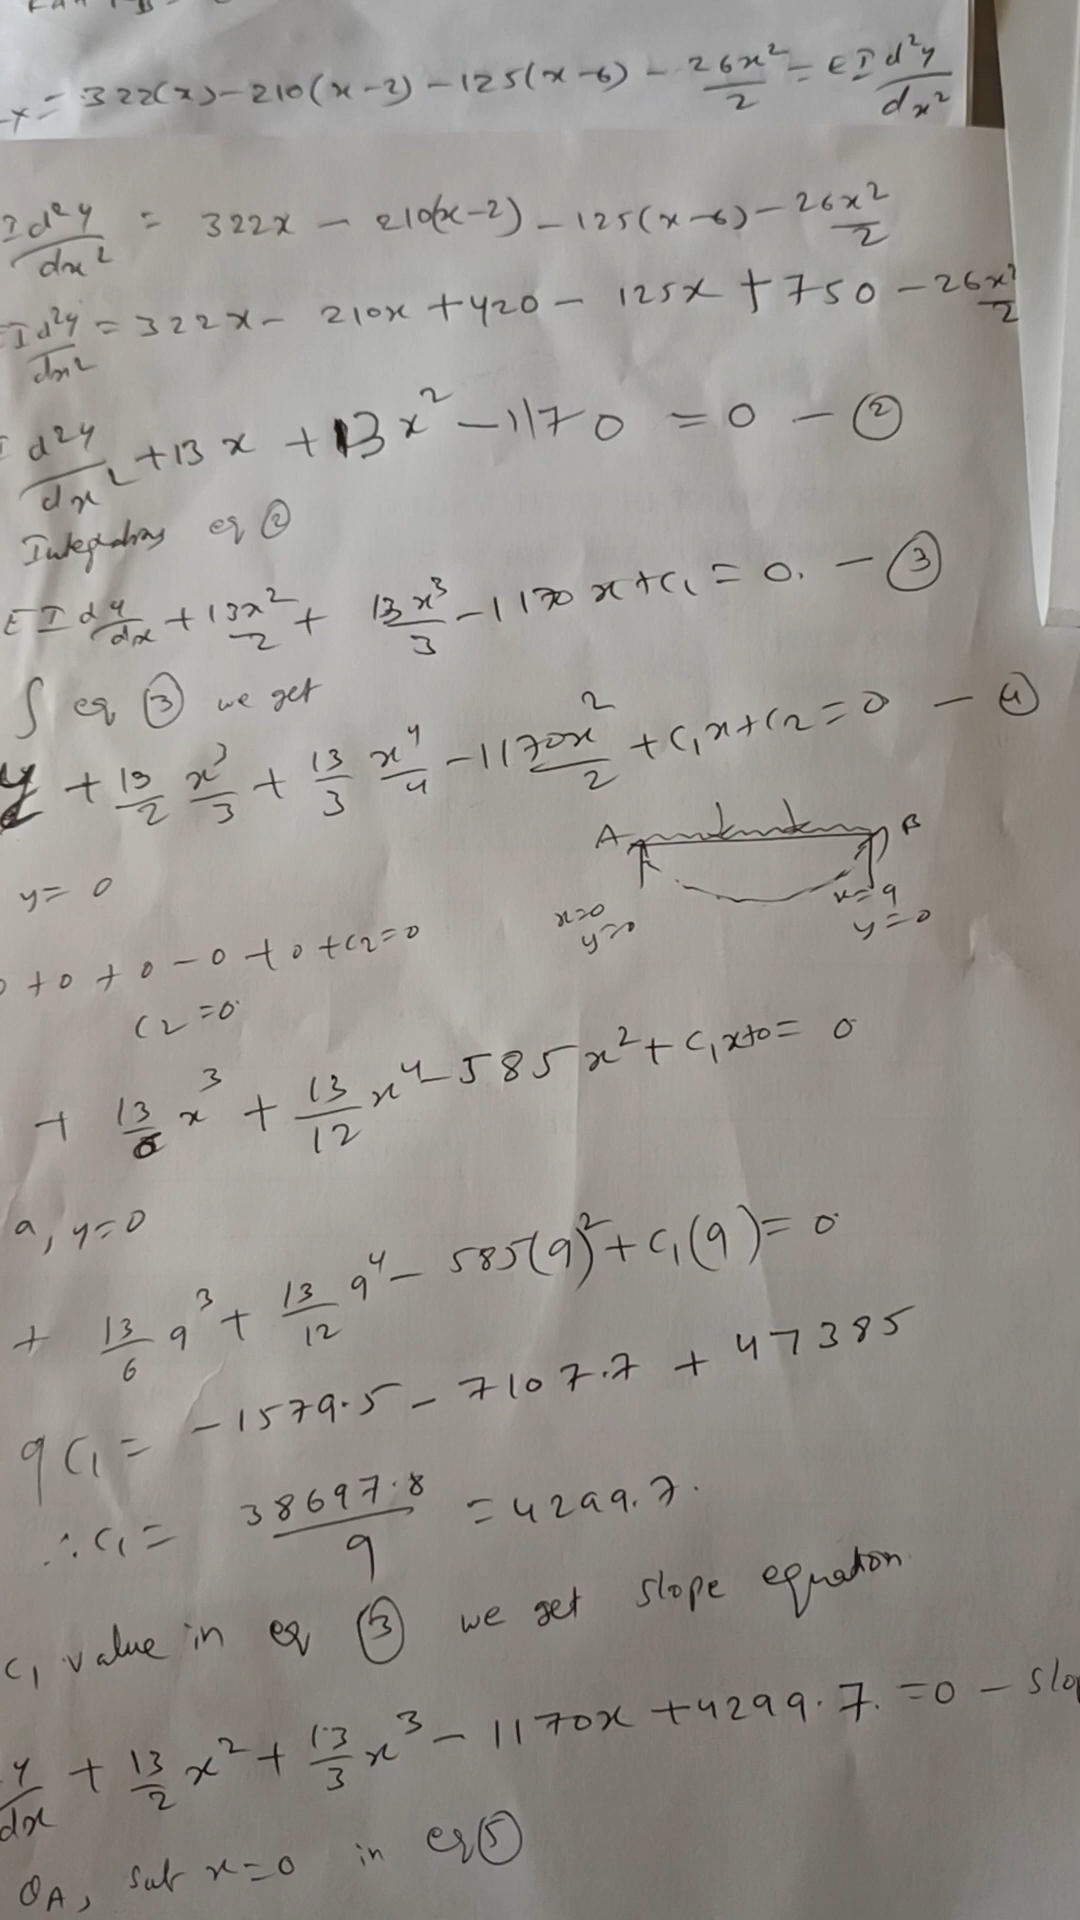 x = 322(x) - 210(x-2) - 125(x-6) - 26x²/2 = EI d²y/dx²
I d²y/dx² = 322x - 210(x-2) - 125(x-6) - 26x²/2
EI d²y/dx² = 322x - 210x + 420 - 125x + 750 - 26x²/2
I d²y/dx² + 13x + 13x² - 1170 = 0 - ②
Integrating eq ②
EI dy/dx + 13x²/2 + 13x³/3 - 1170x + C₁ = 0. - ③
∫ eq ③ we get
y + 13/2 x³/3 + 13/3 x⁴/4 - 1170x²/2 + C₁x + C₂ = 0 - ④
A B
y = 0
x=0 y=0
x=9 y=0
0 + 0 + 0 - 0 + 0 + C₂ = 0
C₂ = 0
+ 13/6 x³ + 13/12 x⁴ - 585x² + C₁x + 0 = 0
9, y=0
+ 13/6 9³ + 13/12 9⁴ - 585(9)² + C₁(9) = 0
9C₁ = -1579.5 - 7107.7 + 47385
∴ C₁ = 38697.8/9 = 4299.7.
C₁ value in eq ③ we get slope equation
y/dx + 13/2 x² + 13/3 x³ - 1170x + 4299.7. = 0 - slo
θA, sub x=0 in eq ⑤